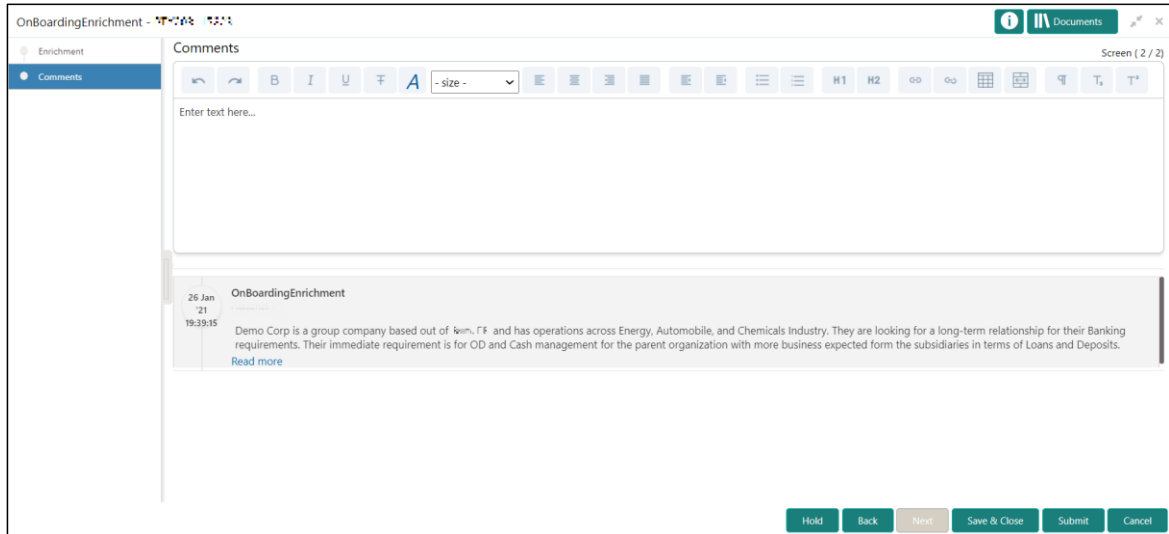 OnBoardingEnrichment -
Documents
Enrichment
Comments
Comments
Screen ( 2 / 2)
B I U T A - size - H1 H2 ¶ Tₓ Tˣ
Enter text here...
26 Jan
'21
19:39:15
OnBoardingEnrichment
Demo Corp is a group company based out of and has operations across Energy, Automobile, and Chemicals Industry. They are looking for a long-term relationship for their Banking
requirements. Their immediate requirement is for OD and Cash management for the parent organization with more business expected form the subsidiaries in terms of Loans and Deposits.
Read more
Hold Back Next Save & Close Submit Cancel